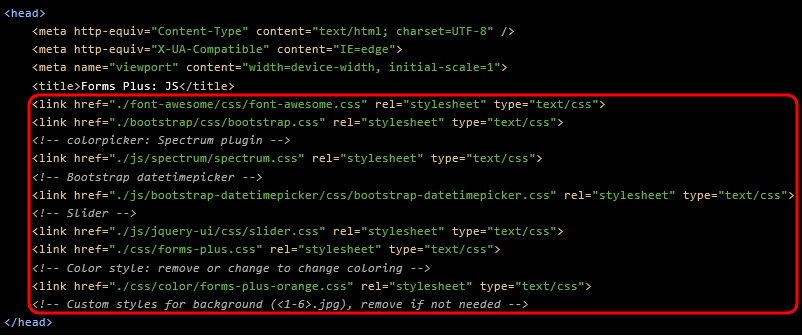 <head>
<meta http-equiv="Content-Type" content="text/html; charset=UTF-8" />
<meta http-equiv="X-UA-Compatible" content="IE=edge">
<meta name="viewport" content="width=device-width, initial-scale=1">
<title>Forms Plus: JS</title>
<link href="./font-awesome/css/font-awesome.css" rel="stylesheet" type="text/css">
<link href="./bootstrap/css/bootstrap.css" rel="stylesheet" type="text/css">
<!-- colorpicker: Spectrum plugin -->
<link href="./js/spectrum/spectrum.css" rel="stylesheet" type="text/css">
<!-- Bootstrap datetimepicker -->
<link href="./js/bootstrap-datetimepicker/css/bootstrap-datetimepicker.css" rel="stylesheet" type="text/css">
<!-- Slider -->
<link href="./js/jquery-ui/css/slider.css" rel="stylesheet" type="text/css">
<link href="./css/forms-plus.css" rel="stylesheet" type="text/css">
<!-- Color style: remove or change to change coloring -->
<link href="./css/color/forms-plus-orange.css" rel="stylesheet" type="text/css">
<!-- Custom styles for background (<1-6>.jpg), remove if not needed -->
</head>